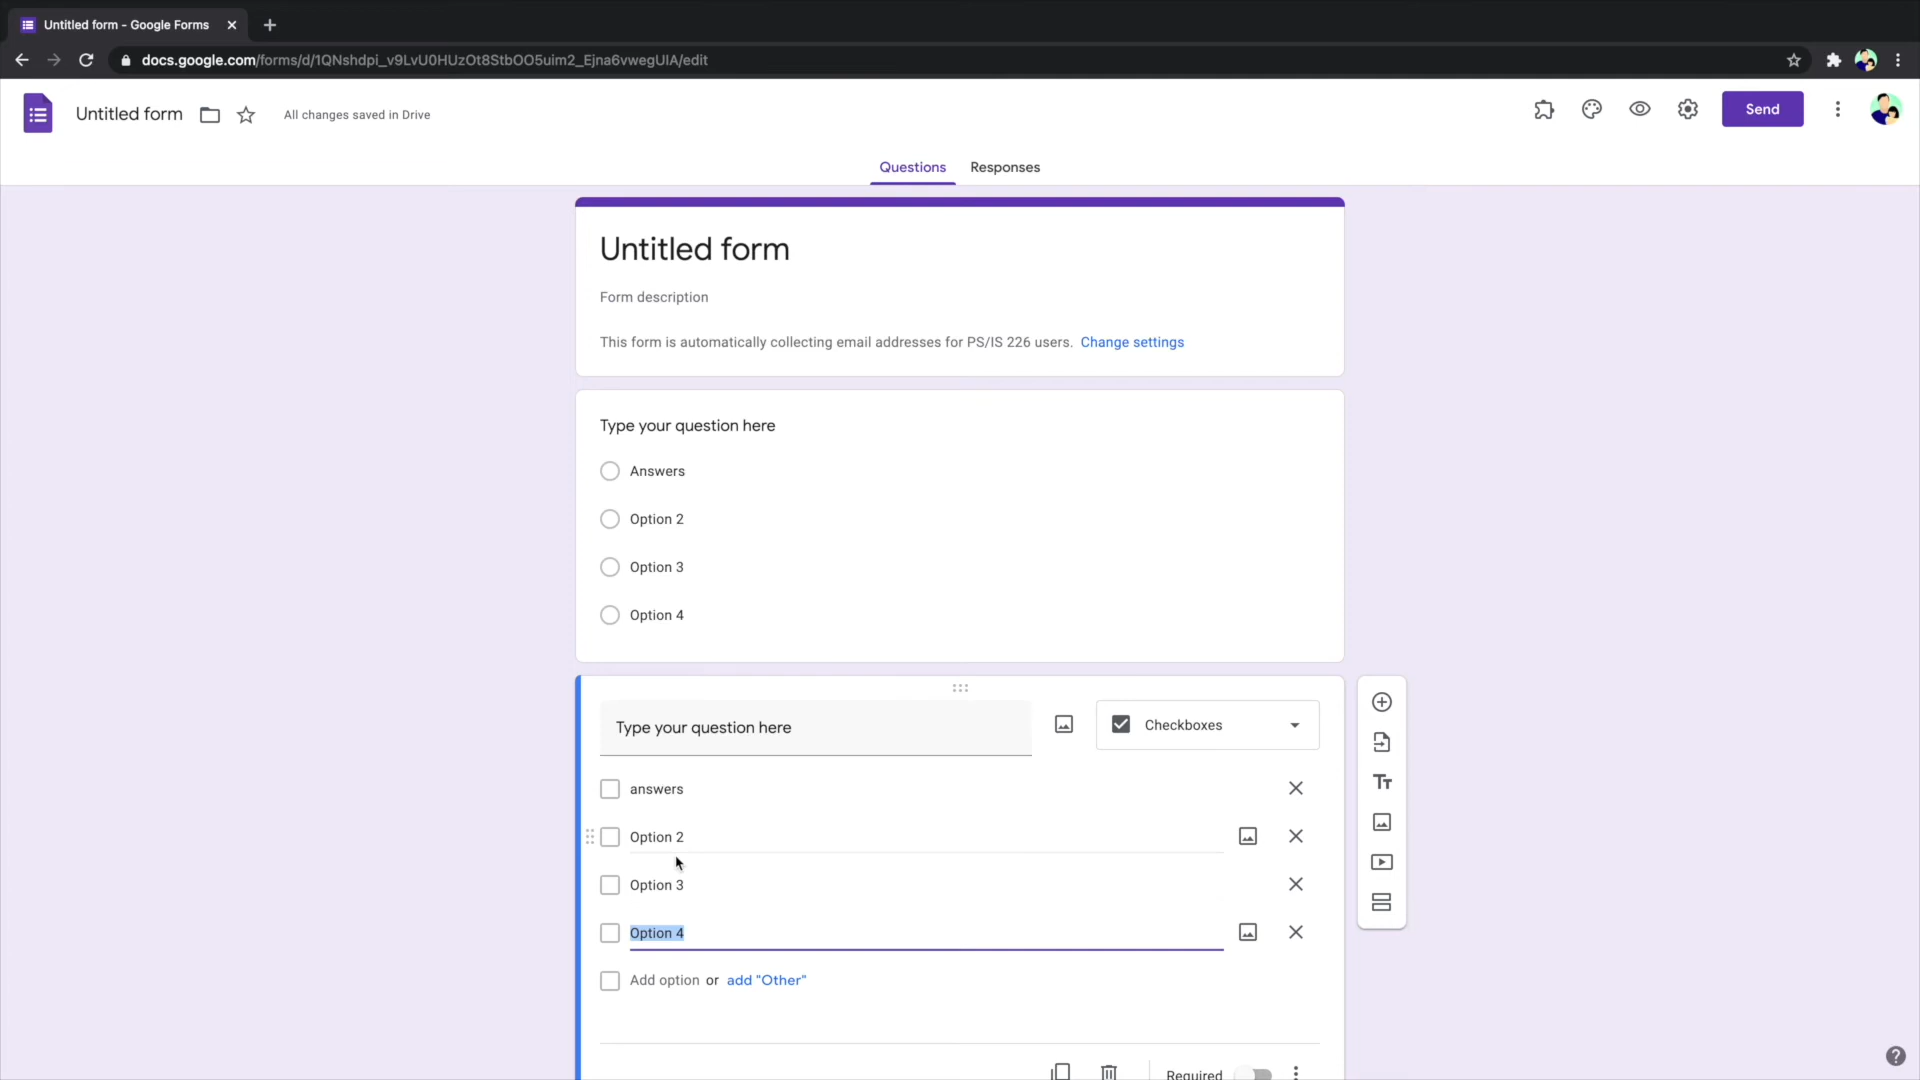 Untitled form - Google Forms
docs.google.com/forms/d/1QNshdpi_v9LvU0HUzOt8StbOO5uim2_Ejna6vwegUIA/edit
Untitled form All changes saved in Drive Send
Questions Responses
Untitled form
Form description
This form is automatically collecting email addresses for PS/IS 226 users. Change settings
Type your question here
Answers
Option 2
Option 3
Option 4
Type your question here Checkboxes
answers
Option 2
Option 3
Option 4
Add option or add "Other"
Required